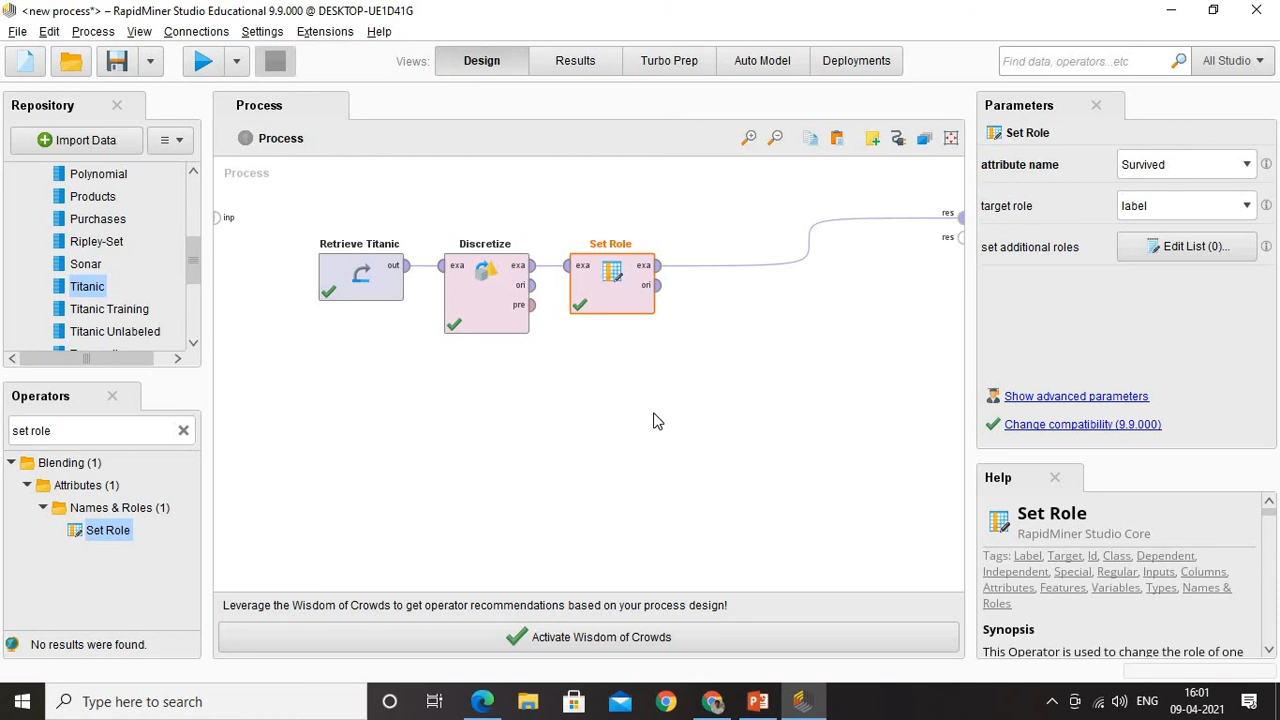 <new process*> – RapidMiner Studio Educational 9.9.000 @ DESKTOP-UE1D41G
File Edit Process View Connections Settings Extensions Help
Views: Design Results Turbo Prep Auto Model Deployments
Find data, operators...etc All Studio
Repository
Import Data
Polynomial
Products
Purchases
Ripley-Set
Sonar
Titanic
Titanic Training
Titanic Unlabeled
Operators
set role
Blending (1)
Attributes (1)
Names & Roles (1)
Set Role
No results were found.
Process
Process
Process
inp
res
res
Retrieve Titanic
out
Discretize
exa exa
ori
pre
Set Role
exa exa
ori
Leverage the Wisdom of Crowds to get operator recommendations based on your process design!
Activate Wisdom of Crowds
Parameters
Set Role
attribute name Survived
target role label
set additional roles Edit List (0)...
Show advanced parameters
Change compatibility (9.9.000)
Help
Set Role
RapidMiner Studio Core
Tags: Label, Target, Id, Class, Dependent,
Independent, Special, Regular, Inputs, Columns,
Attributes, Features, Variables, Types, Names &
Roles
Synopsis
This Operator is used to change the role of one
Type here to search
ENG
16:01
09-04-2021